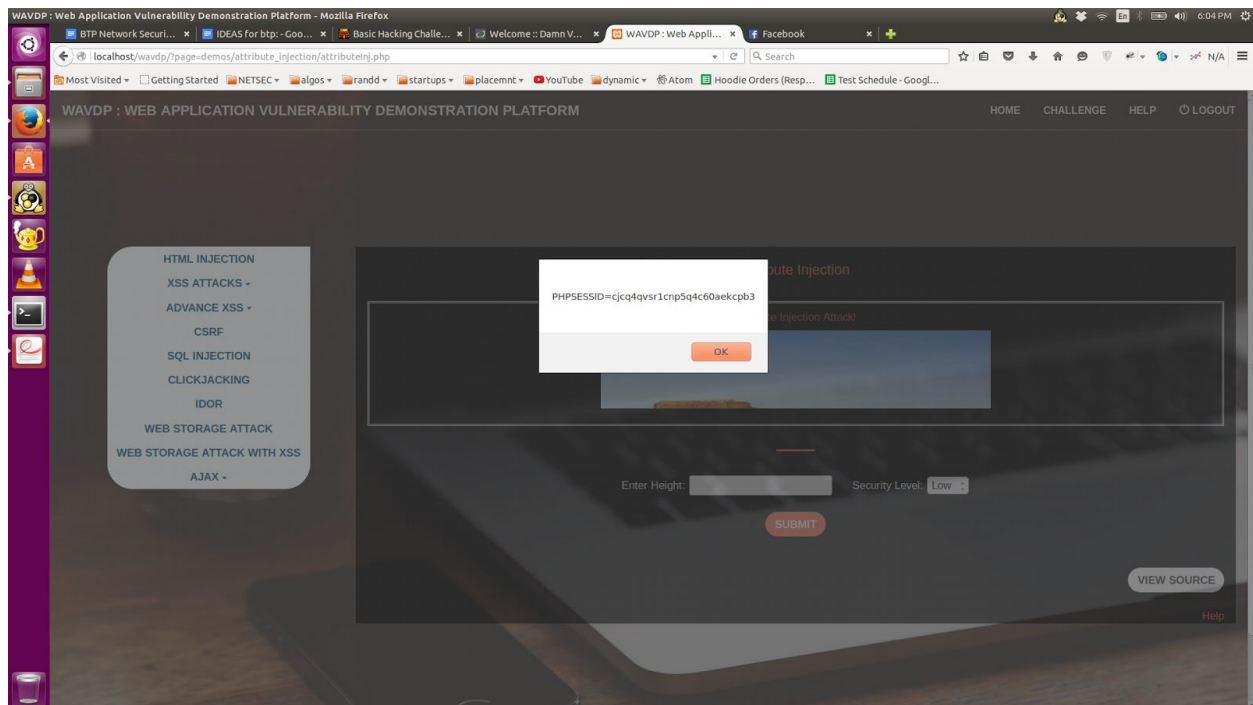 WAVDP : Web Application Vulnerability Demonstration Platform - Mozilla Firefox
En
6:04 PM
BTP Network Securi...
IDEAS for btp: - Goo...
Basic Hacking Challe...
Welcome :: Damn V...
WAVDP : Web Appli...
Facebook
localhost/wavdp/?page=demos/attribute_injection/attributeInj.php
Search
N/A
Most Visited
Getting Started
NETSEC
algos
randd
startups
placemnt
YouTube
dynamic
Atom
Hoodie Orders (Resp...
Test Schedule - Googl...
WAVDP : WEB APPLICATION VULNERABILITY DEMONSTRATION PLATFORM
HOME
CHALLENGE
HELP
LOGOUT
HTML INJECTION
XSS ATTACKS
ADVANCE XSS
CSRF
SQL INJECTION
CLICKJACKING
IDOR
WEB STORAGE ATTACK
WEB STORAGE ATTACK WITH XSS
AJAX
Injection
Injection Attack!
PHPSESSID=cjcq4qvsr1cnp5q4c60aekcpb3
OK
Enter Height:
Security Level: Low
SUBMIT
VIEW SOURCE
Help